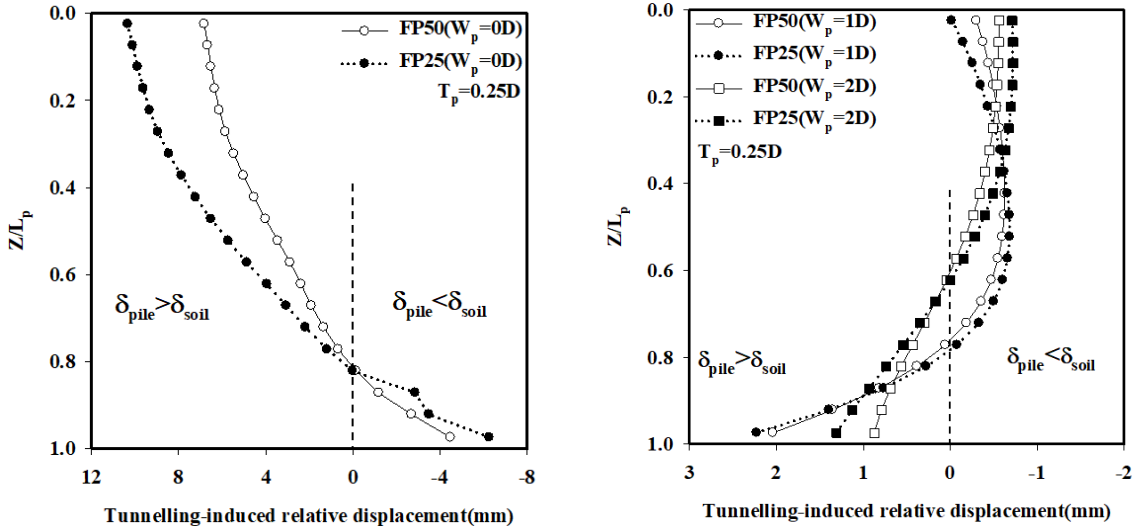 FP50(Wp=0D)
FP25(Wp=0D)
Tp=0.25D
0.0
0.2
0.4
0.6
0.8
1.0
Z/Lp
δpile>δsoil
δpile<δsoil
12 8 4 0 -4 -8
Tunnelling-induced relative displacement(mm)
FP50(Wp=1D)
FP25(Wp=1D)
FP50(Wp=2D)
FP25(Wp=2D)
Tp=0.25D
0.0
0.2
0.4
0.6
0.8
1.0
Z/Lp
δpile>δsoil
δpile<δsoil
3 2 1 0 -1 -2
Tunnelling-induced relative displacement(mm)